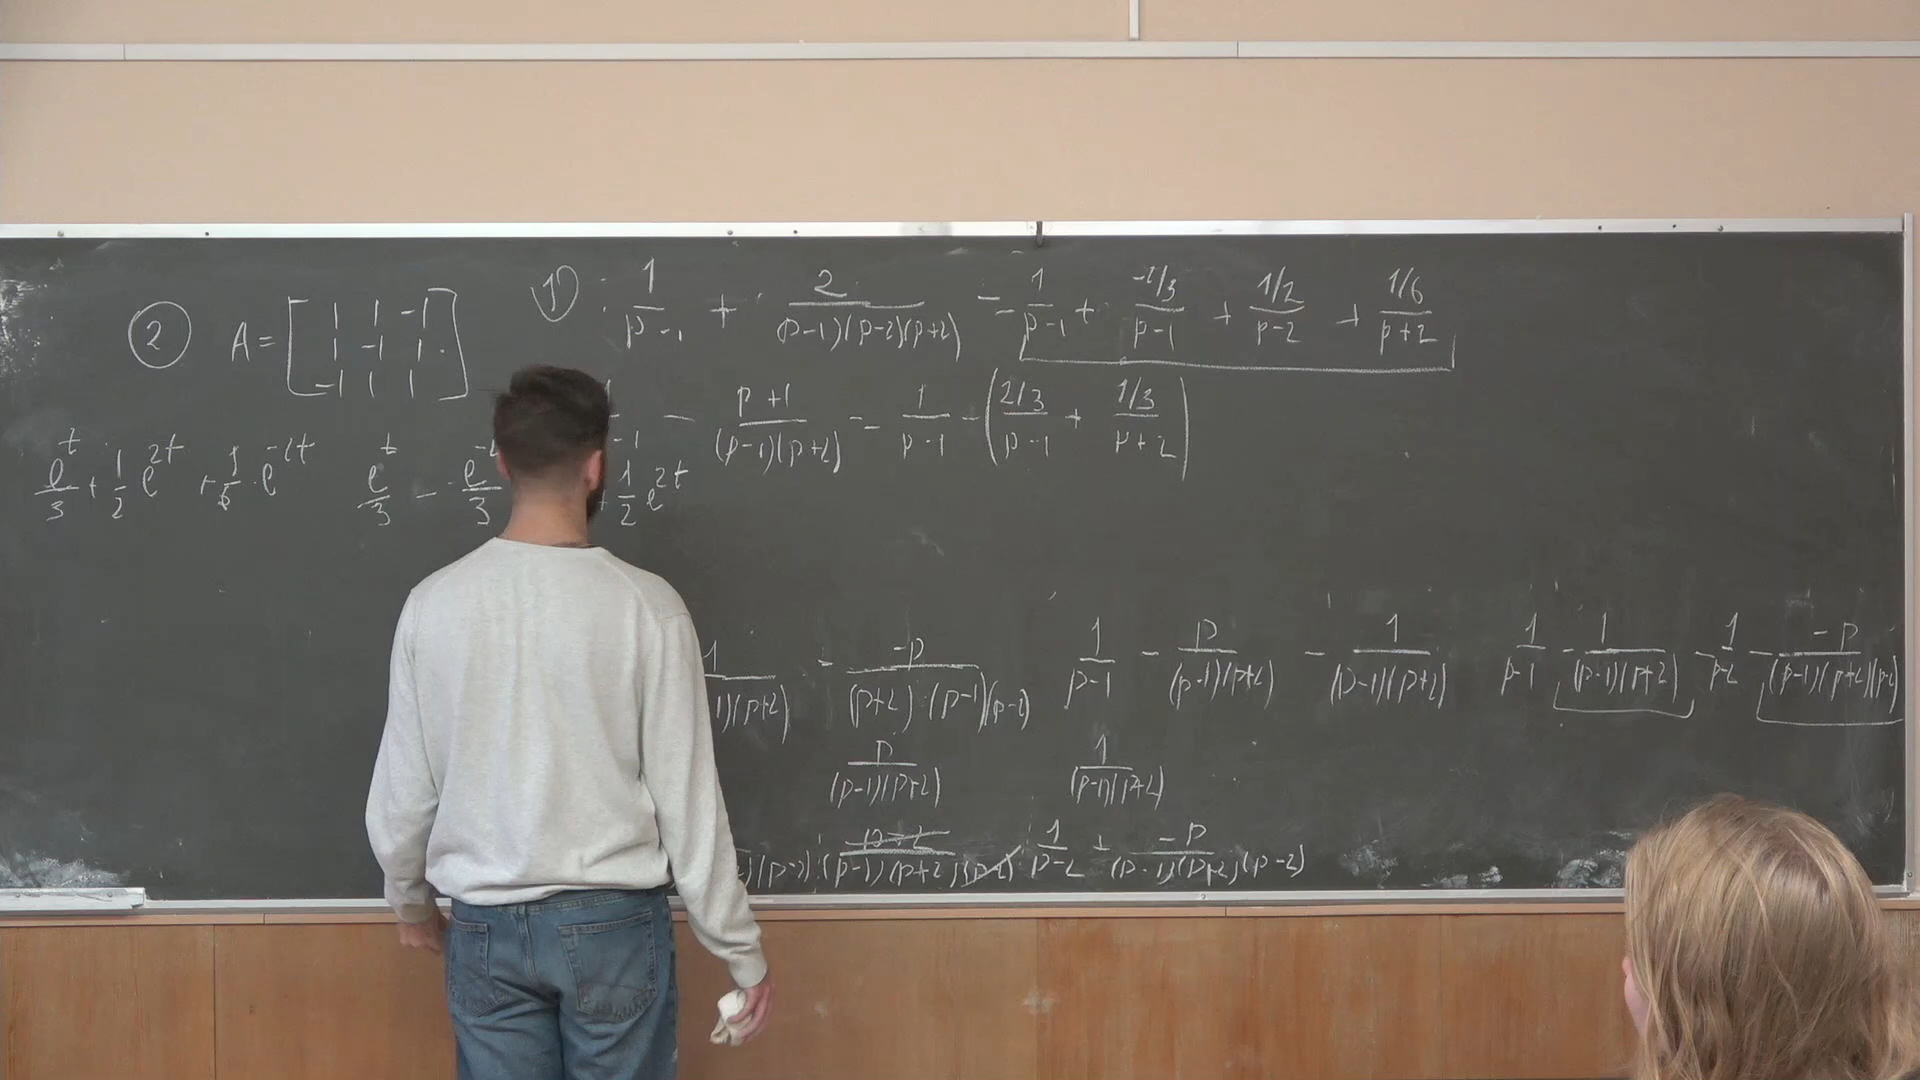 ② A = [ 1 1 -1
1 -1 1
-1 1 1 ]
1) : 1/(p-1) + 2/((p-1)(p-2)(p+2)) = 1/(p-1) + (-2/3)/(p-1) + (1/2)/(p-2) + (1/6)/(p+2)
- (p+1)/((p-1)(p+2)) = 1/(p-1) - ((2/3)/(p-1) + (1/3)/(p+2))
e^t/3 + 1/2 e^{2t} + 1/6 · e^{-2t} e^t/3 - e^{-2 /3 + 1/2 e^{2t}
1/ 1)(p+2) - -p/((p+2)·(p-1)(p-2)) 1/(p-1) - p/((p-1)(p+2)) - 1/((p-1)(p+2)) 1/(p-1) - 1/((p-1)(p+2)) - 1/(p-2) - -p/((p-1)(p+2)(p-2))
p/((p-1)(p+2)) 1/((p-1)(p+2))
1/(p-2) + -p/((p-1)(p+2)(p-2))